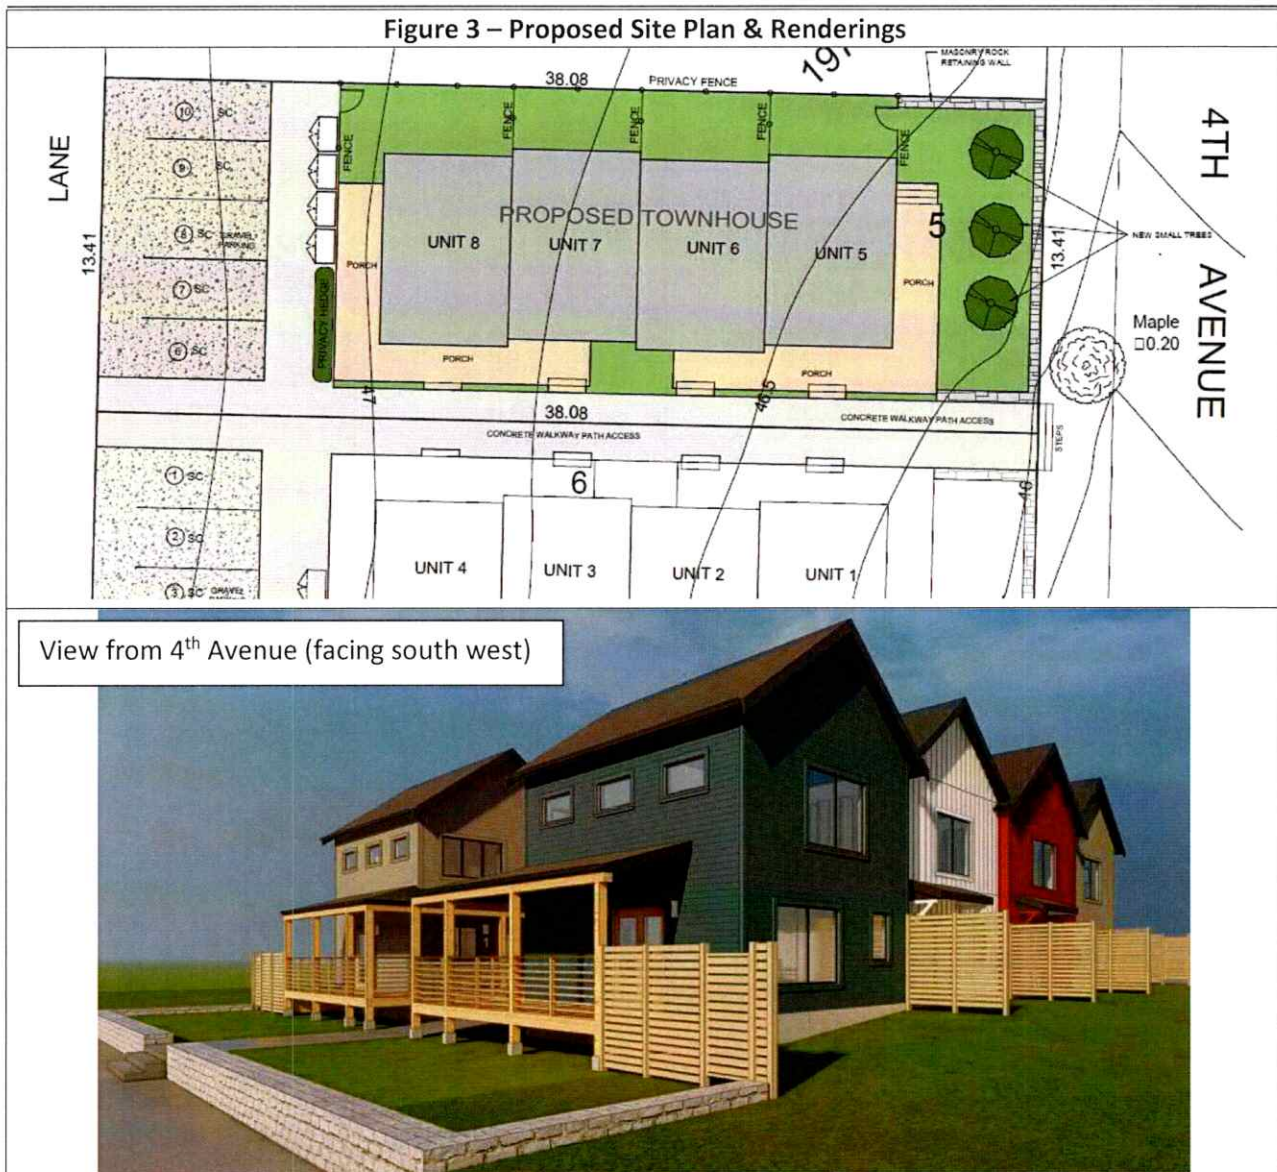 Figure 3 – Proposed Site Plan & Renderings
MASONRY ROCK
RETAINING WALL
38.08
PRIVACY FENCE
197
LANE
4TH AVENUE
10 SC
9 SC
8 SC
GRAVEL
PARKING
7 SC
6 SC
13.41
FENCE
FENCE
FENCE
FENCE
FENCE
PROPOSED TOWNHOUSE
UNIT 8
UNIT 7
UNIT 6
UNIT 5
5
13.41
NEW SMALL TREES
PORCH
PORCH
PRIVACY HEDGE
PORCH
PORCH
Maple
□0.20
47
46.5
38.08
CONCRETE WALKWAY PATH ACCESS
CONCRETE WALKWAY PATH ACCESS
STEPS
1 SC
2 SC
3 SC
GRAVEL
6
46
UNIT 4
UNIT 3
UNIT 2
UNIT 1
View from 4th Avenue (facing south west)